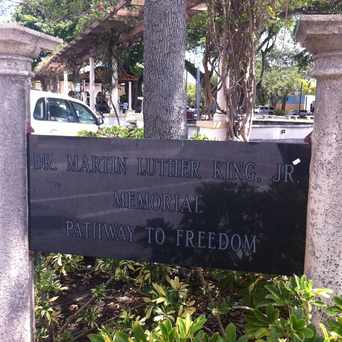 DR. MARTIN LUTHER KING, JR
MEMORIAL
PATHWAY TO FREEDOM